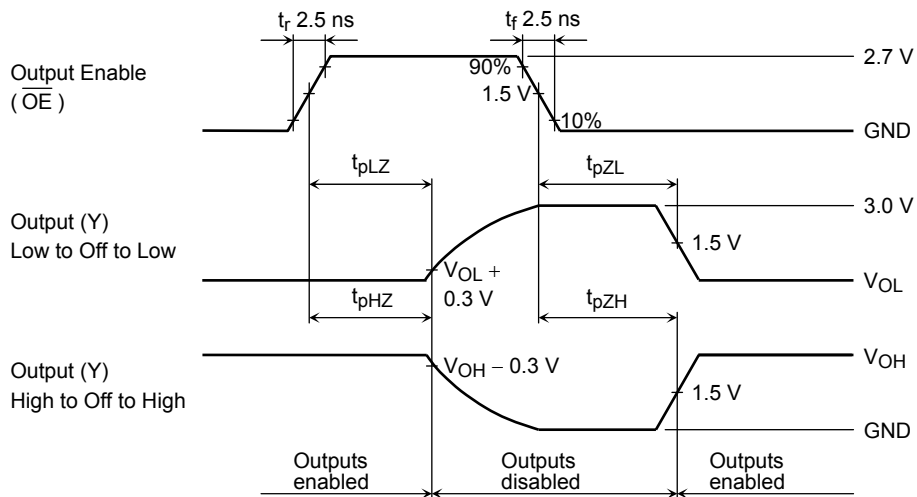 tr 2.5 ns
tf 2.5 ns
Output Enable
( OE )
90%
1.5 V
10%
2.7 V
GND
tpLZ
tpZL
Output (Y)
Low to Off to Low
3.0 V
1.5 V
VOL +
0.3 V
VOL
tpHZ
tpZH
Output (Y)
High to Off to High
VOH − 0.3 V
VOH
1.5 V
GND
Outputs
enabled
Outputs
disabled
Outputs
enabled